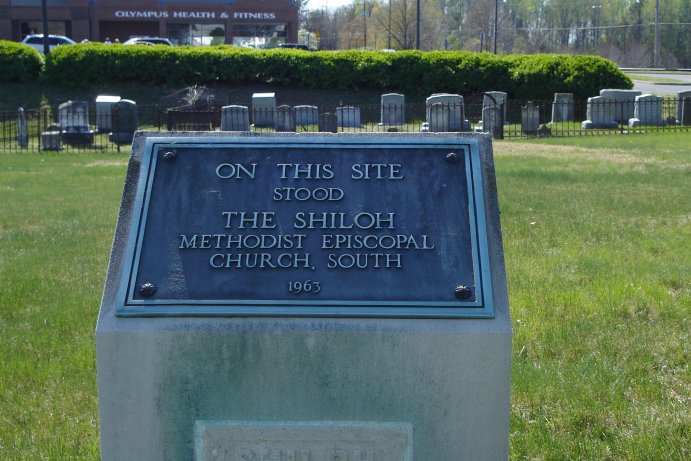 OLYMPUS HEALTH & FITNESS
ON THIS SITE
STOOD
THE SHILOH
METHODIST EPISCOPAL
CHURCH, SOUTH
1963